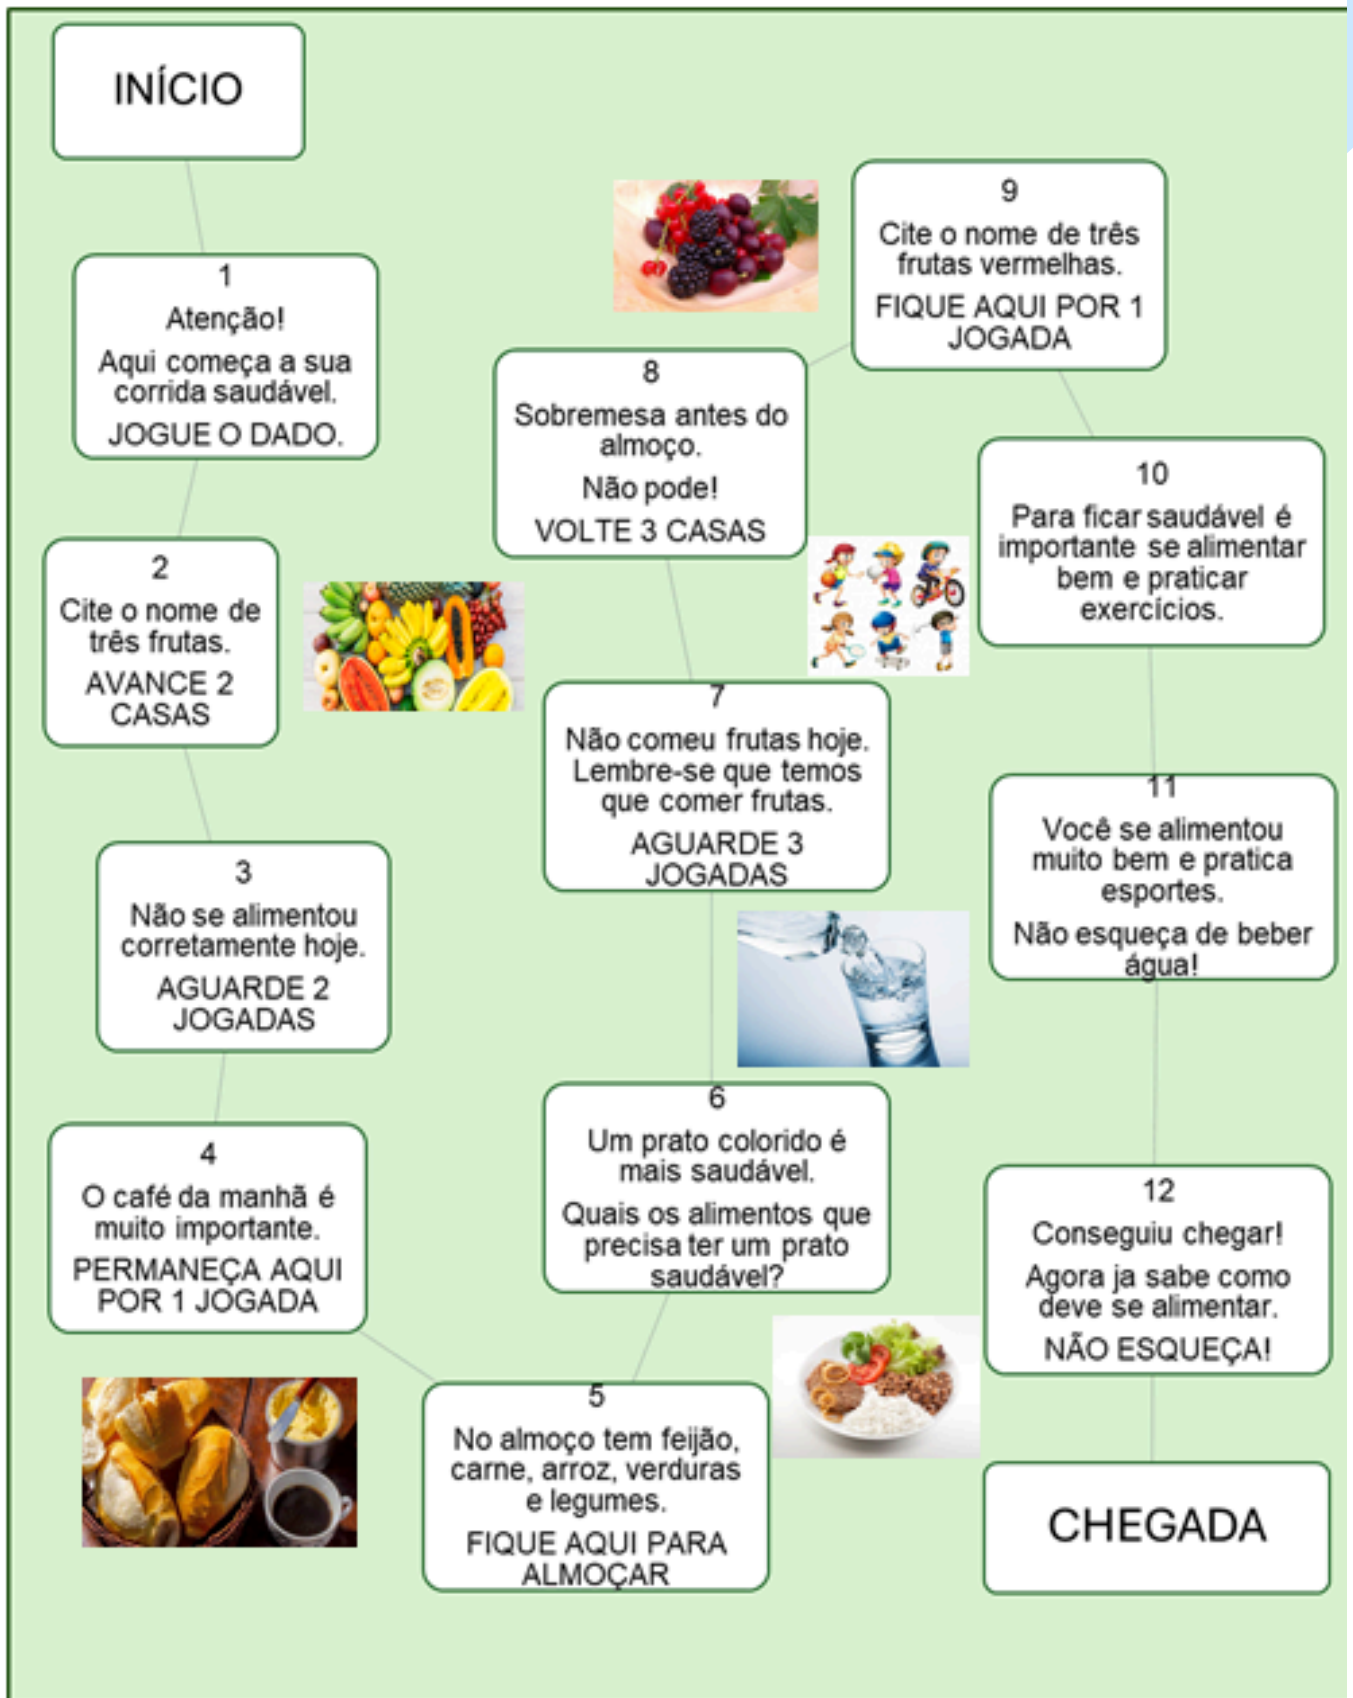 INÍCIO
1
Atenção!
Aqui começa a sua
corrida saudável.
JOGUE O DADO.
2
Cite o nome de
três frutas.
AVANCE 2
CASAS
3
Não se alimentou
corretamente hoje.
AGUARDE 2
JOGADAS
4
O café da manhã é
muito importante.
PERMANEÇA AQUI
POR 1 JOGADA
5
No almoço tem feijão,
carne, arroz, verduras
e legumes.
FIQUE AQUI PARA
ALMOÇAR
6
Um prato colorido é
mais saudável.
Quais os alimentos que
precisa ter um prato
saudável?
7
Não comeu frutas hoje.
Lembre-se que temos
que comer frutas.
AGUARDE 3
JOGADAS
8
Sobremesa antes do
almoço.
Não pode!
VOLTE 3 CASAS
9
Cite o nome de três
frutas vermelhas.
FIQUE AQUI POR 1
JOGADA
10
Para ficar saudável é
importante se alimentar
bem e praticar
exercícios.
11
Você se alimentou
muito bem e pratica
esportes.
Não esqueça de beber
água!
12
Conseguiu chegar!
Agora ja sabe como
deve se alimentar.
NÃO ESQUEÇA!
CHEGADA